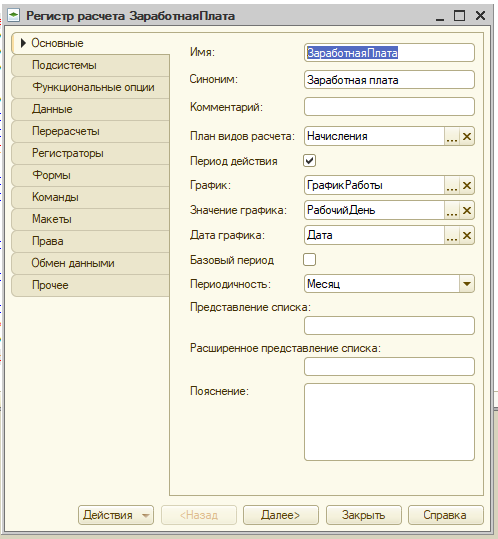 Регистр расчета ЗаработнаяПлата
Основные
Подсистемы
Функциональные опции
Данные
Перерасчеты
Регистраторы
Формы
Команды
Макеты
Права
Обмен данными
Прочее
Имя: ЗаработнаяПлата
Синоним: Заработная плата
Комментарий:
План видов расчета: Начисления ...
Период действия
График: ГрафикРаботы ...
Значение графика: РабочийДень ...
Дата графика: Дата ...
Базовый период
Периодичность: Месяц
Представление списка:
Расширенное представление списка:
Пояснение:
Действия <Назад Далее> Закрыть Справка